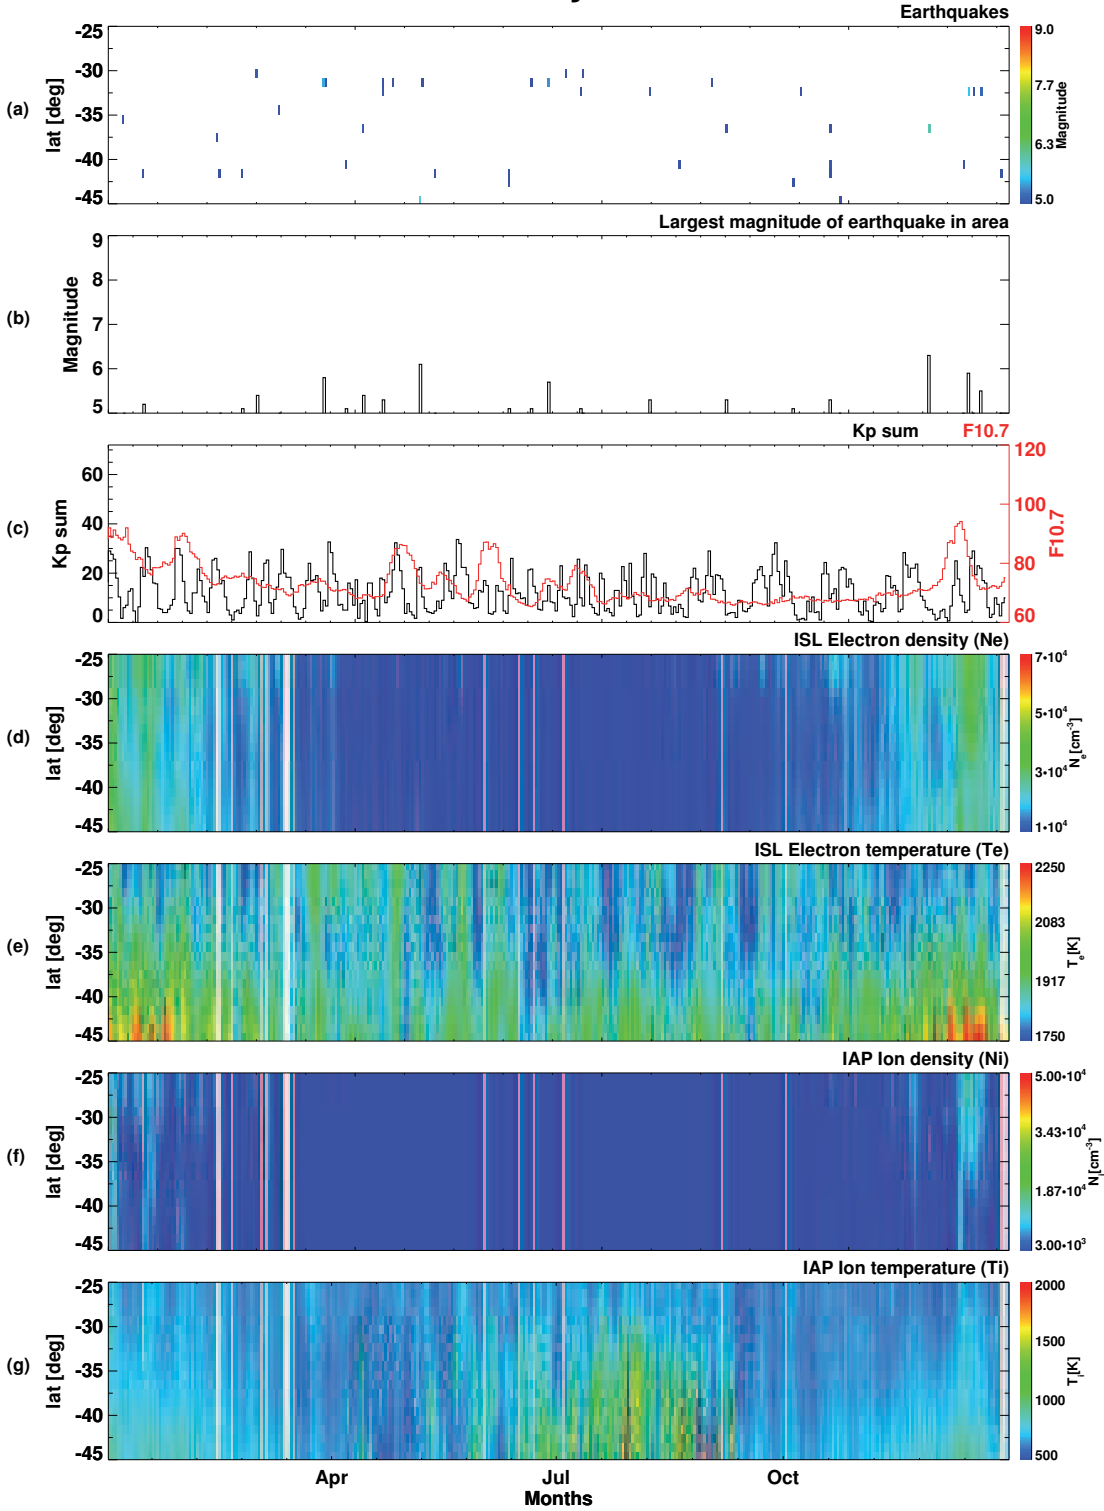 Earthquakes
(a)
lat [deg]
-25
-30
-35
-40
-45
9.0
7.7
6.3
5.0
Magnitude
Largest magnitude of earthquake in area
(b)
Magnitude
9
8
7
6
5
Kp sum F10.7
(c)
Kp sum
60
40
20
0
120
100
80
60
F10.7
ISL Electron density (Ne)
(d)
lat [deg]
-25
-30
-35
-40
-45
7•10⁴
5•10⁴
3•10⁴
1•10⁴
Nₑ[cm⁻³]
ISL Electron temperature (Te)
(e)
lat [deg]
-25
-30
-35
-40
-45
2250
2083
1917
1750
Tₑ[K]
IAP Ion density (Ni)
(f)
lat [deg]
-25
-30
-35
-40
-45
5.00•10⁴
3.43•10⁴
1.87•10⁴
3.00•10³
Nᵢ[cm⁻³]
IAP Ion temperature (Ti)
(g)
lat [deg]
-25
-30
-35
-40
-45
2000
1500
1000
500
Tᵢ[K]
Apr Jul Oct
Months